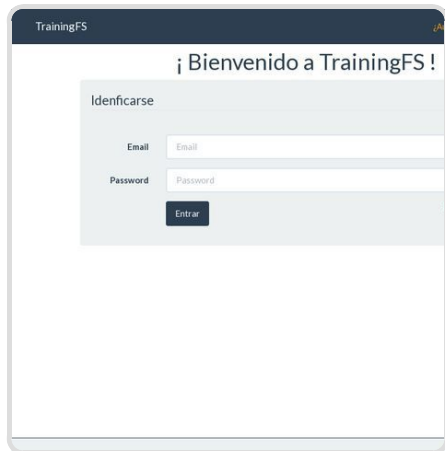 TrainingFS
¡ Bienvenido a TrainingFS !
Idenficarse
Email
Email
Password
Password
Entrar